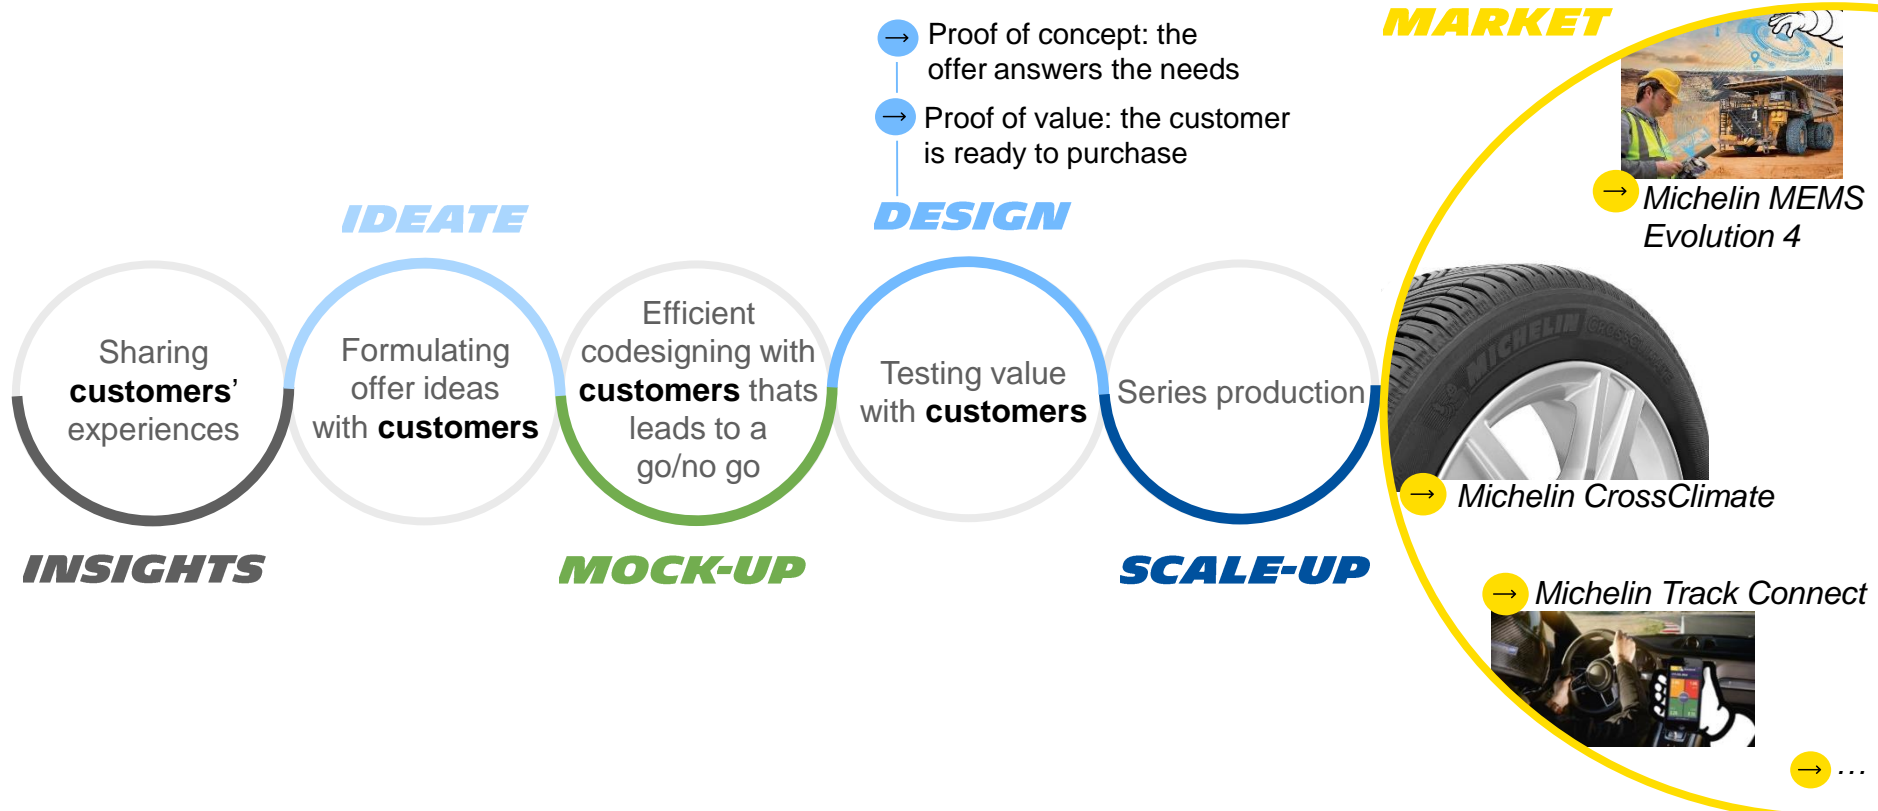 MARKET
Proof of concept: the
offer answers the needs
Proof of value: the customer
is ready to purchase
IDEATE
DESIGN
Michelin MEMS
Evolution 4
Sharing
customers’
experiences
Formulating
offer ideas
with customers
Efficient
codesigning with
customers thats
leads to a
go/no go
Testing value
with customers
Series production
MICHELIN CROSSCLIMATE
Michelin CrossClimate
INSIGHTS
MOCK-UP
SCALE-UP
Michelin Track Connect
…